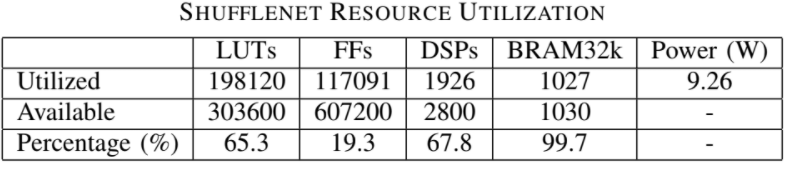 SHUFFLENET RESOURCE UTILIZATION
LUTs FFs DSPs BRAM32k Power (W)
Utilized 198120 117091 1926 1027 9.26
Available 303600 607200 2800 1030 -
Percentage (%) 65.3 19.3 67.8 99.7 -